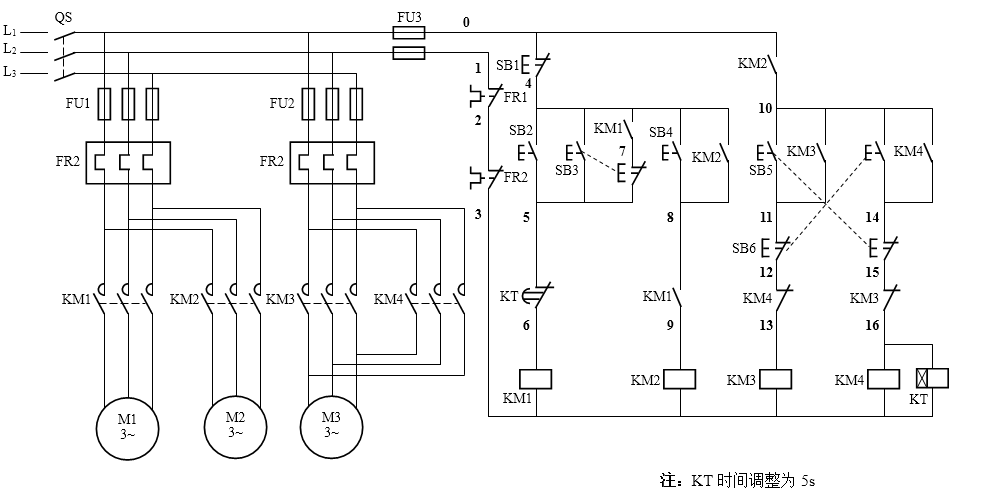 QS
FU3
0
L1
L2
L3
1
SB1
4
KM2
FU1
FU2
FR1
10
2
SB2
KM1
SB4
7
FR2
FR2
SB3
KM2
KM3
SB5
KM4
FR2
3
5
8
11
14
SB6
12
15
KM1
KM2
KM3
KM4
KT
KM1
KM4
KM3
6
9
13
16
KM1
KM2
KM3
KM4
KT
M1
3~
M2
3~
M3
3~
注：KT 时间调整为 5s